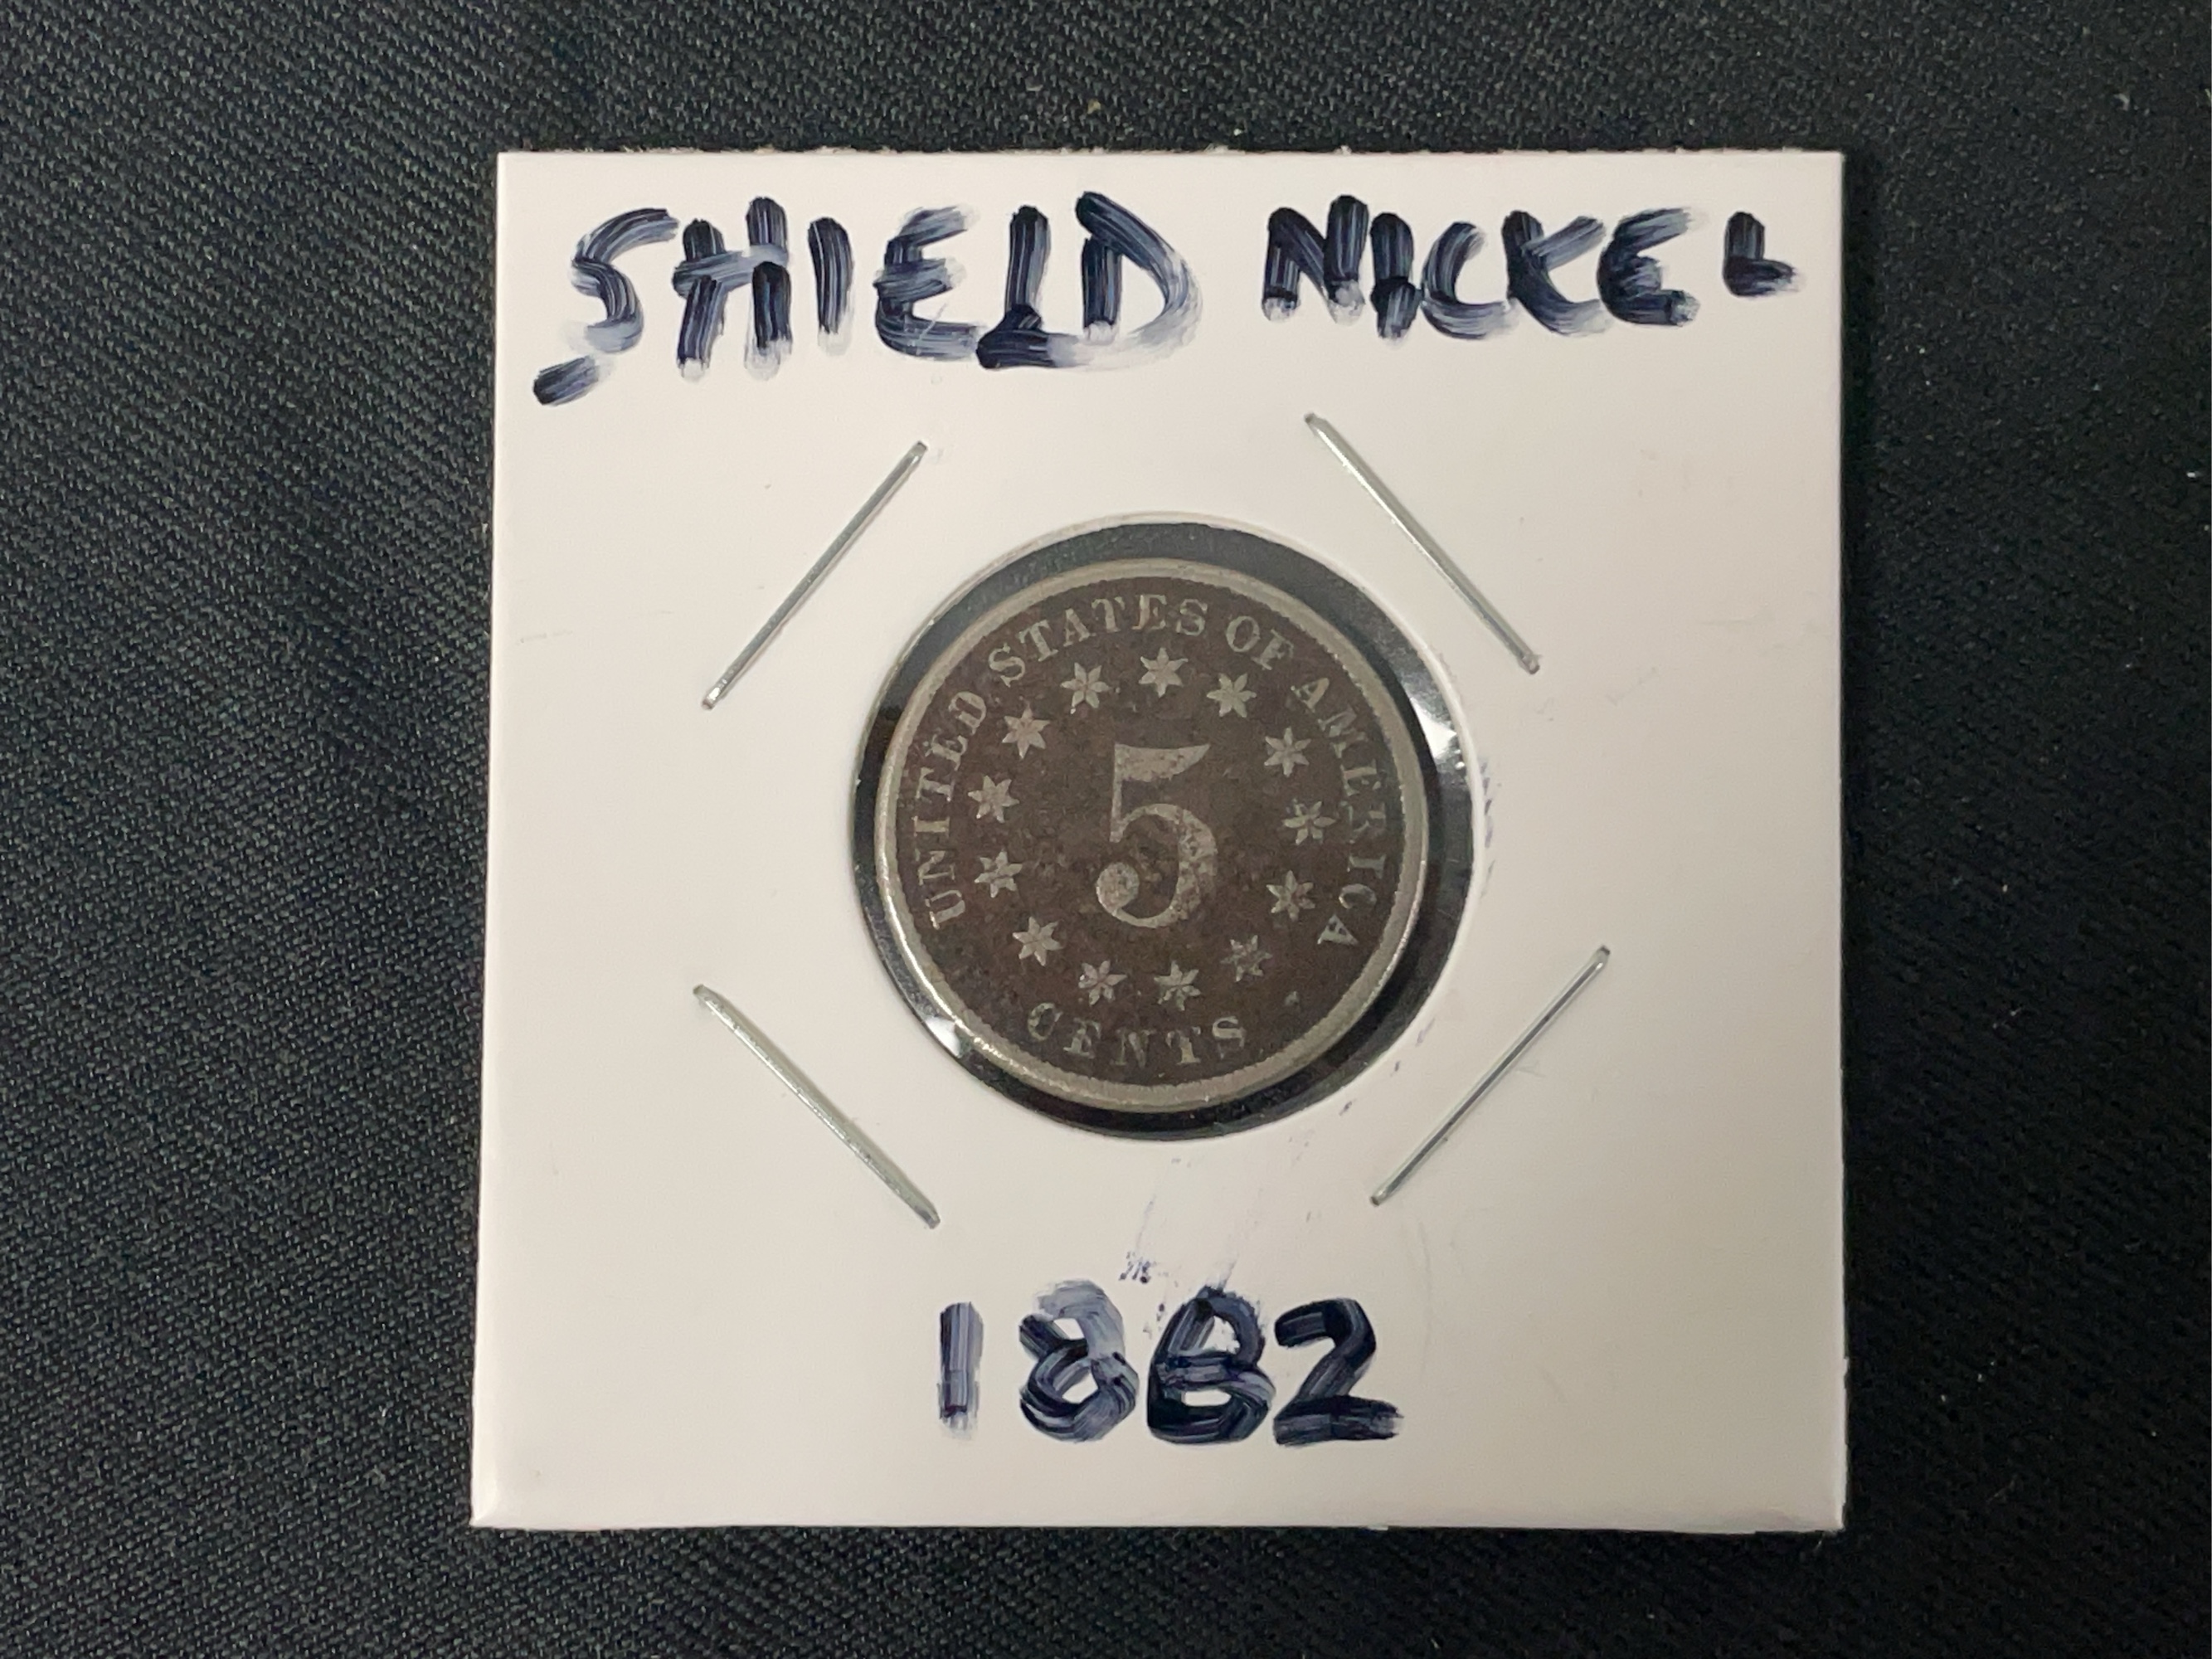 SHIELD NICKEL
UNITED STATES OF AMERICA
5
CENTS
1882